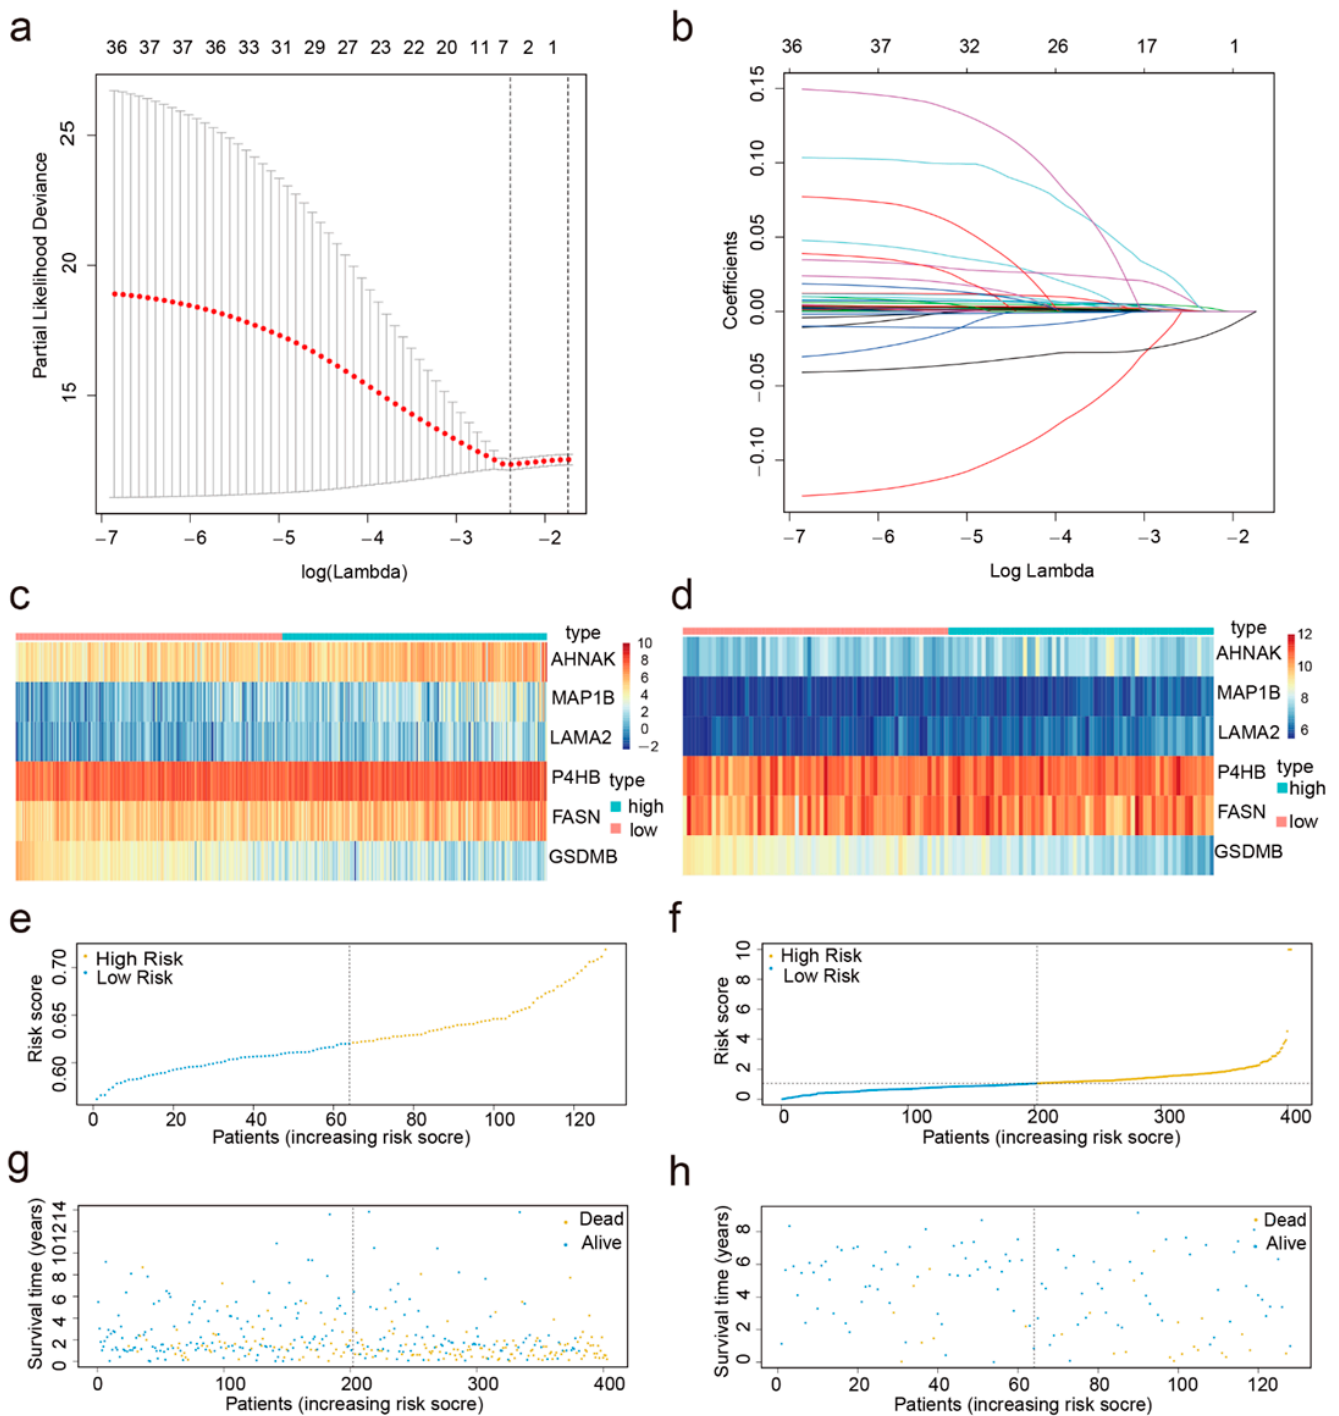 a
36 37 37 36 33 31 29 27 23 22 20 11 7 2 1
Partial Likelihood Deviance
25
20
15
−7 −6 −5 −4 −3 −2
log(Lambda)
b
36 37 32 26 17 1
Coefficients
0.15
0.10
0.05
0.00
−0.05
−0.10
−7 −6 −5 −4 −3 −2
Log Lambda
c
type
AHNAK
MAP1B
LAMA2
P4HB
FASN
GSDMB
10
8
6
4
2
0
−2
type
high
low
d
type
AHNAK
MAP1B
LAMA2
P4HB
FASN
GSDMB
12
10
8
6
type
high
low
e
Risk score
0.70
0.65
0.60
High Risk
Low Risk
0 20 40 60 80 100 120
Patients (increasing risk socre)
f
Risk score
10
8
6
4
2
0
High Risk
Low Risk
0 100 200 300 400
Patients (increasing risk socre)
g
Survival time (years)
14
12
10
8
6
4
2
0
Dead
Alive
0 100 200 300 400
Patients (increasing risk socre)
h
Survival time (years)
8
6
4
2
0
Dead
Alive
0 20 40 60 80 100 120
Patients (increasing risk socre)